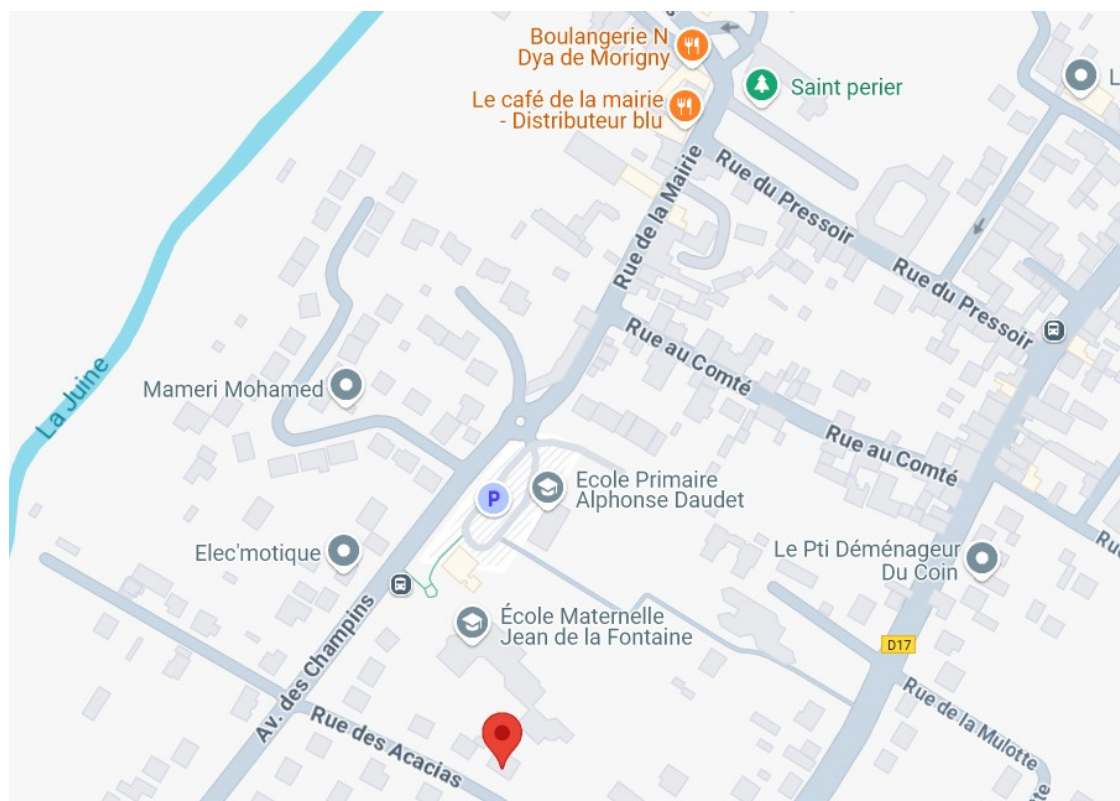 Boulangerie N
Dya de Morigny
Saint perier
L
Le café de la mairie
- Distributeur blu
Rue de la Mairie
Rue du Pressoir
Rue du Pressoir
La Juine
Mameri Mohamed
Rue au Comté
Rue au Comté
P
Ecole Primaire
Alphonse Daudet
Elec'motique
Le Pti Déménageur
Du Coin
Ru
École Maternelle
Jean de la Fontaine
D17
Av. des Champins
Rue des Acacias
Rue de la Mulotte